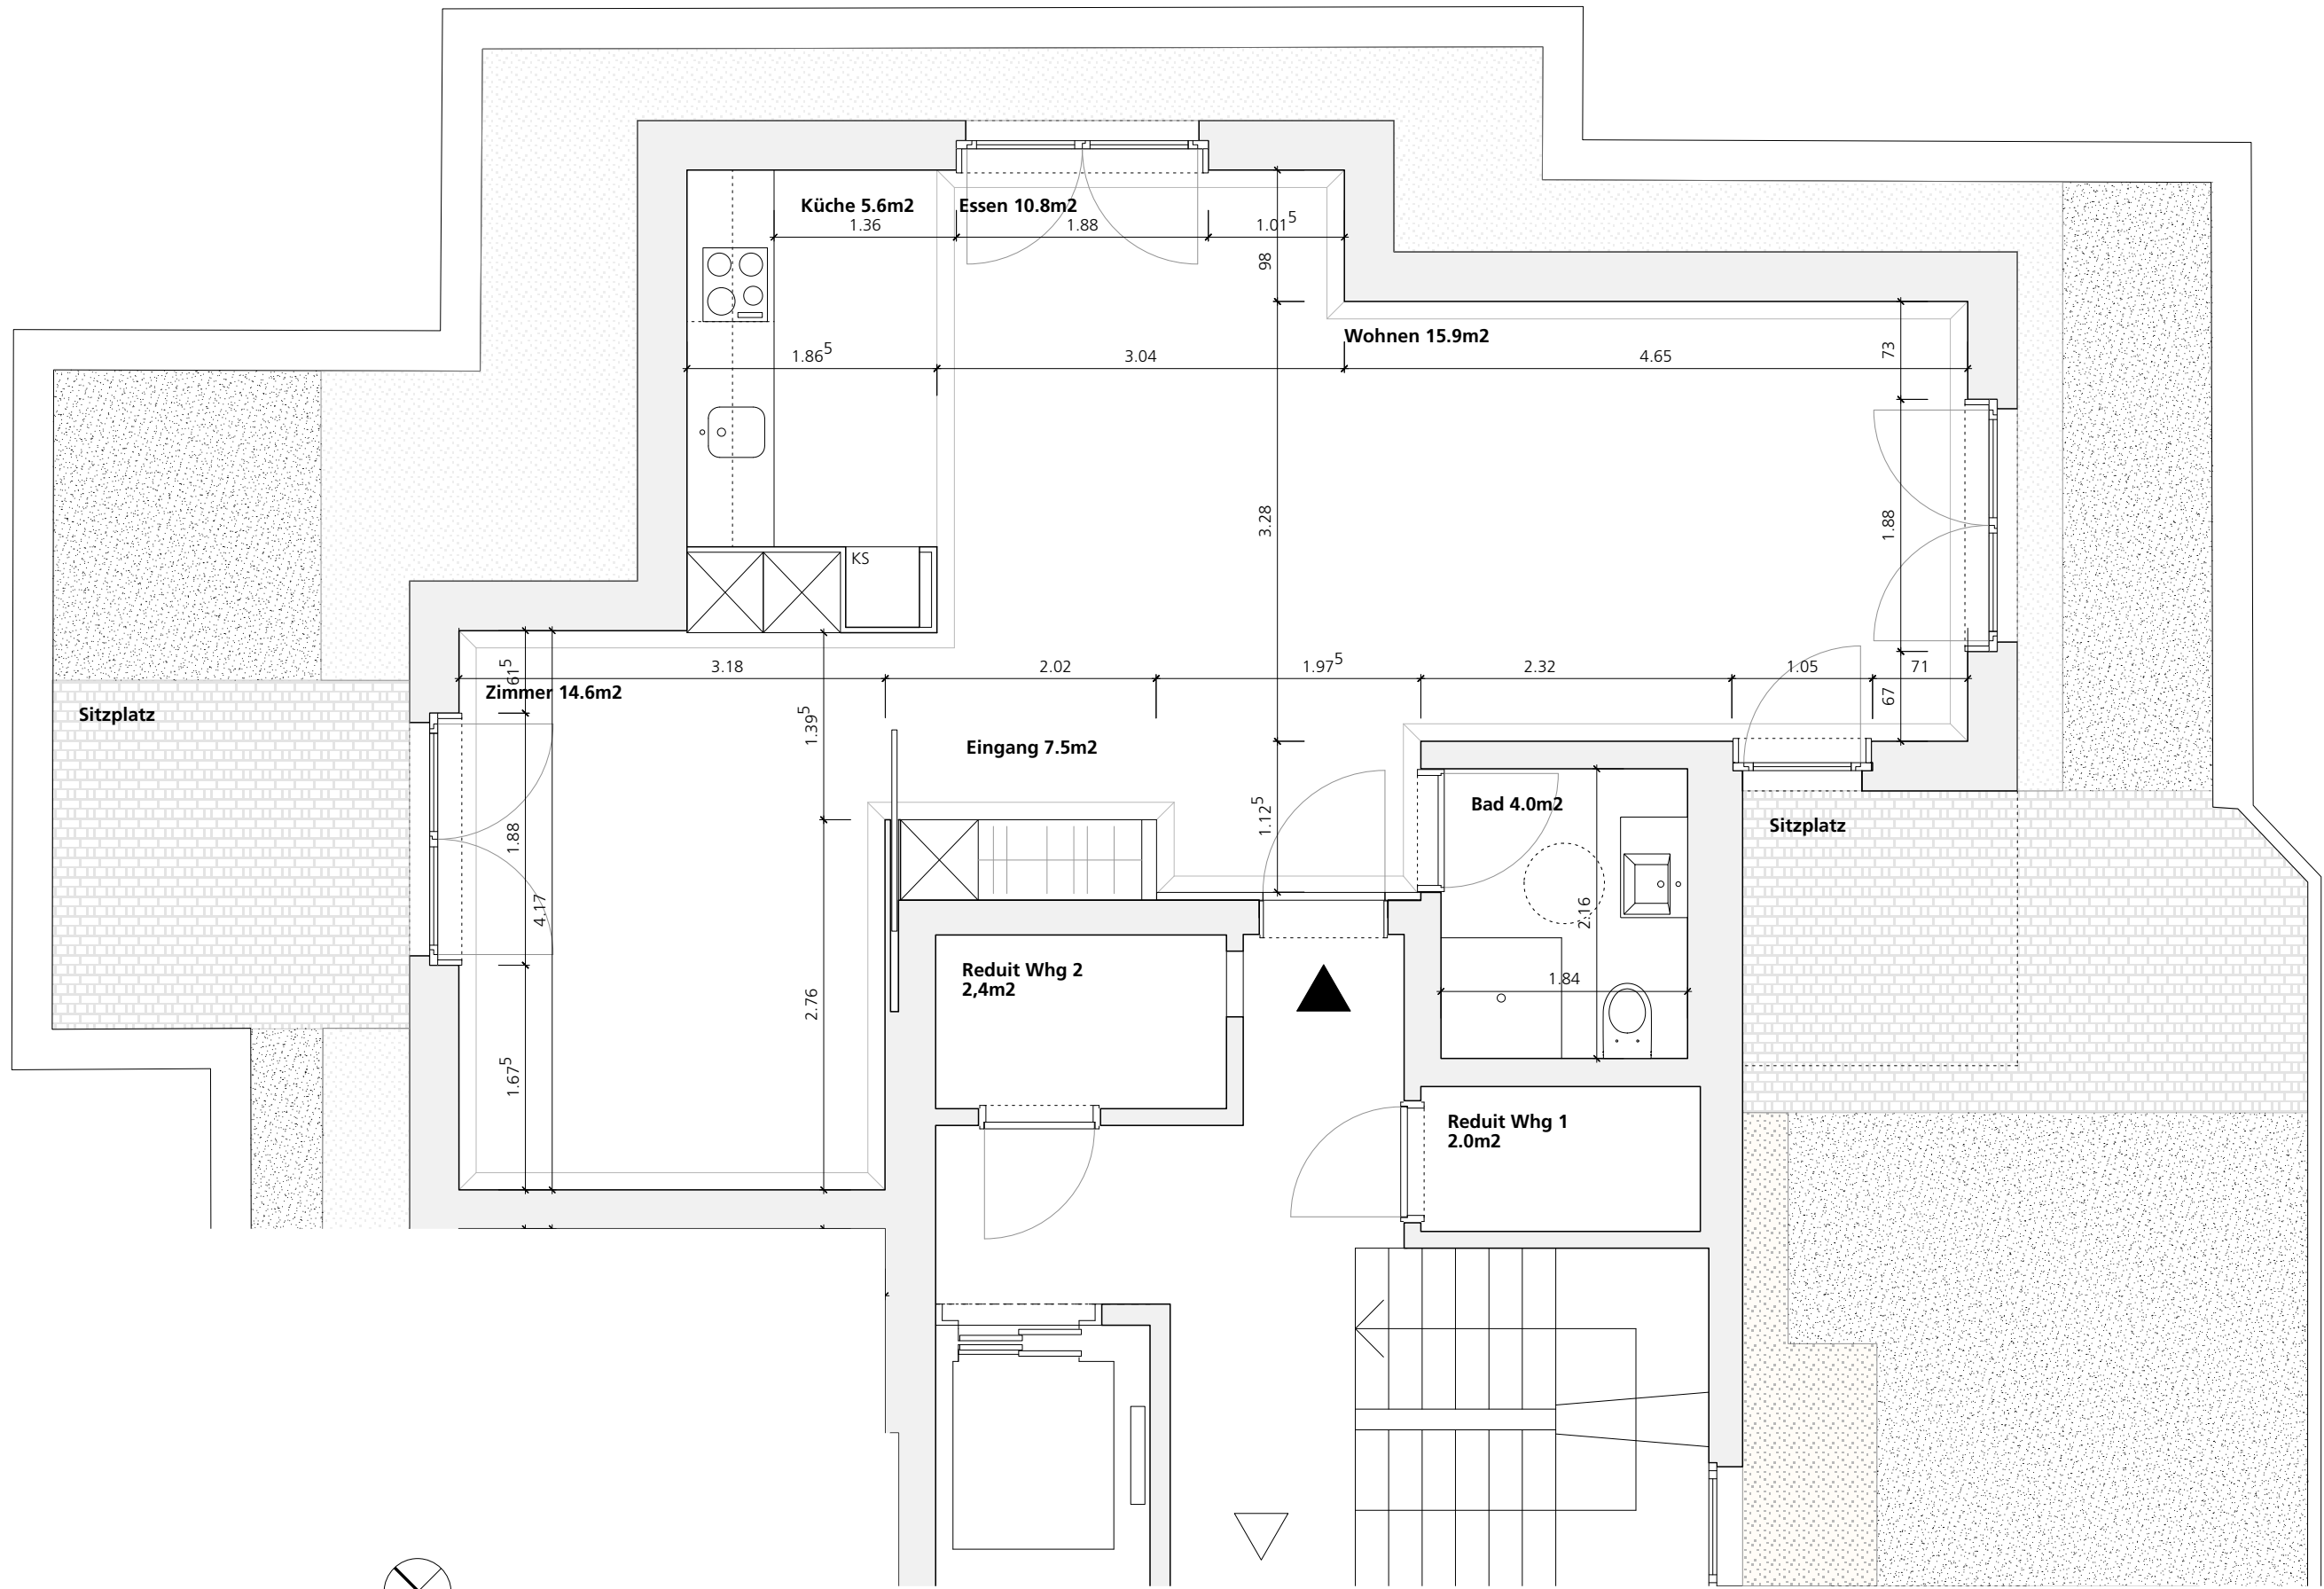 Küche 5.6m2
Essen 10.8m2
1.36
1.88
1.01⁵
98
Wohnen 15.9m2
1.86⁵
3.04
4.65
73
3.28
1.88
KS
3.18
2.02
1.97⁵
2.32
1.05
71
67
61⁵
Zimmer 14.6m2
Sitzplatz
1.39⁵
Eingang 7.5m2
1.12⁵
Bad 4.0m2
Sitzplatz
1.88
4.17
2.16
1.84
Reduit Whg 2
2,4m2
2.76
1.67⁵
Reduit Whg 1
2.0m2